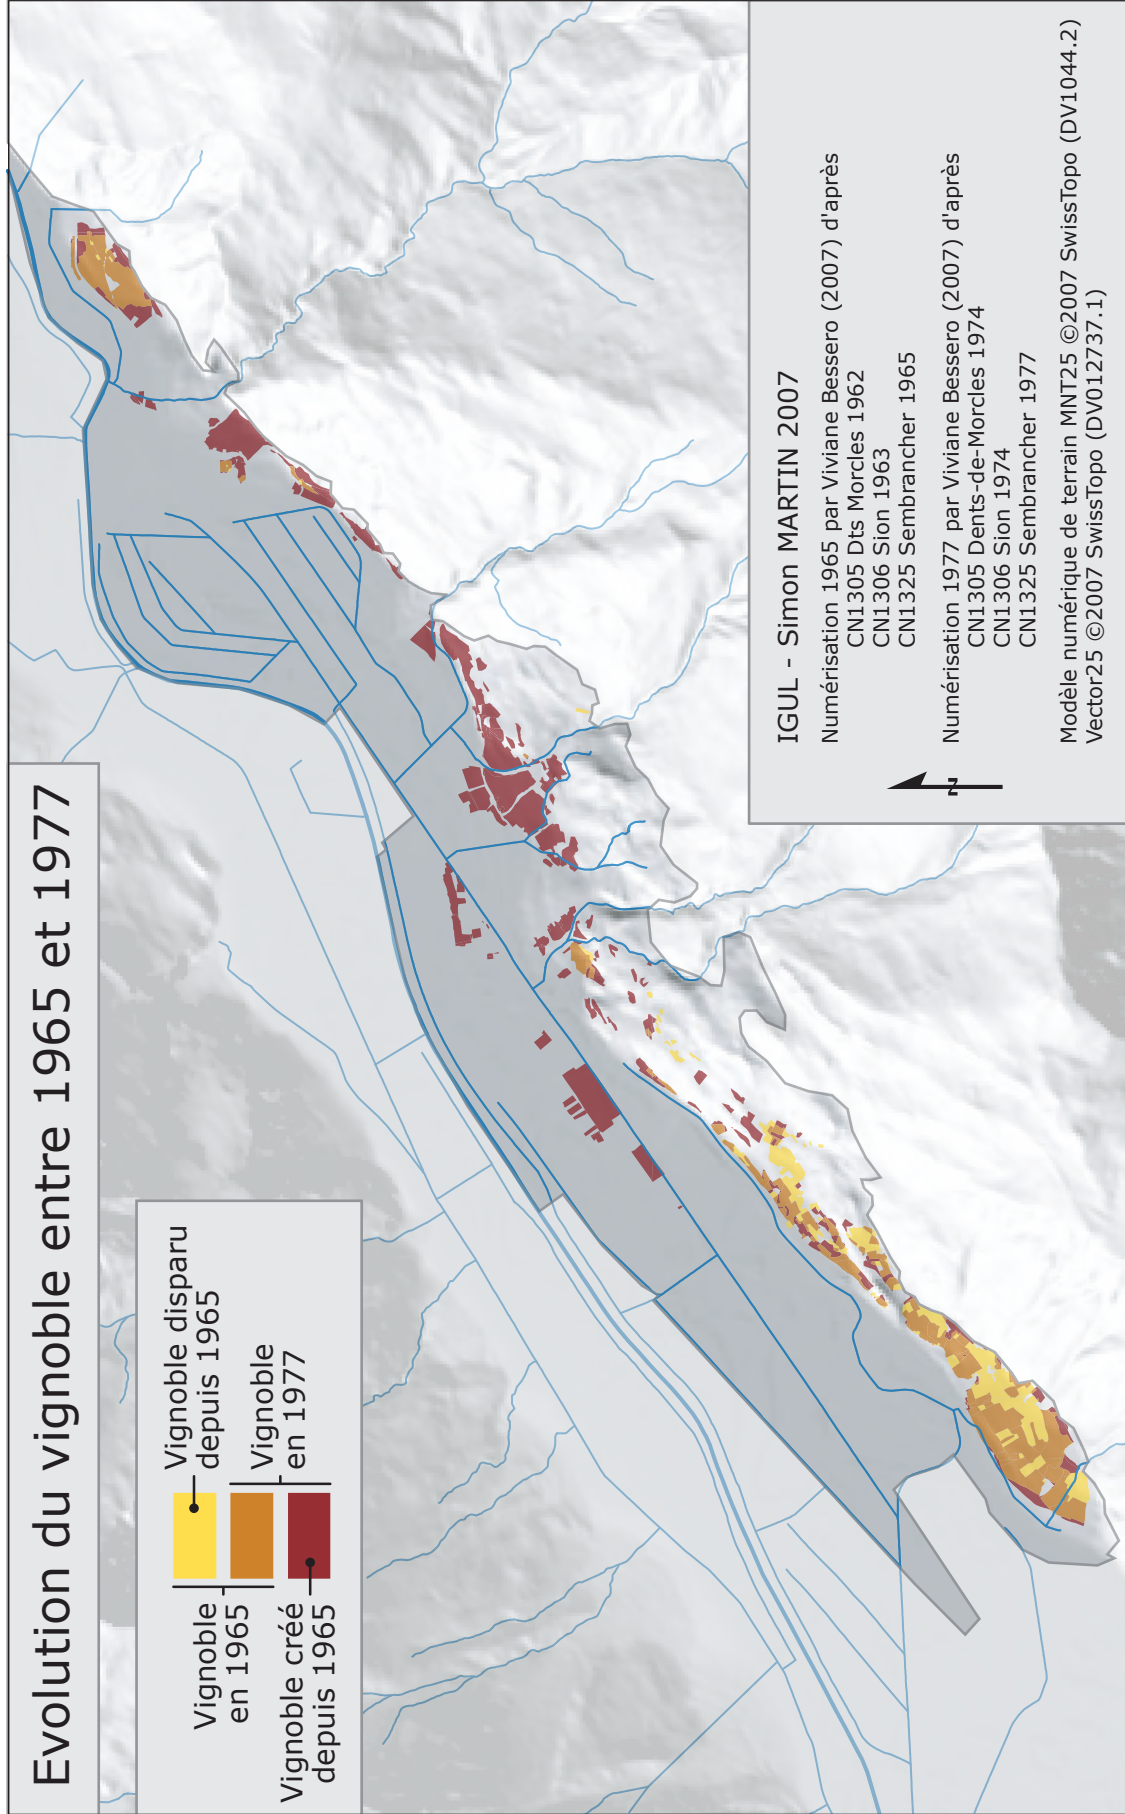 Evolution du vignoble entre 1965 et 1977
Vignoble
en 1965
Vignoble créé
depuis 1965
Vignoble disparu
depuis 1965
Vignoble
en 1977
N
IGUL - Simon MARTIN 2007
Numérisation 1965 par Viviane Bessero (2007) d'après
CN1305 Dts Morcles 1962
CN1306 Sion 1963
CN1325 Sembrancher 1965
Numérisation 1977 par Viviane Bessero (2007) d'après
CN1305 Dents-de-Morcles 1974
CN1306 Sion 1974
CN1325 Sembrancher 1977
Modèle numérique de terrain MNT25 ©2007 SwissTopo (DV1044.2)
Vector25 ©2007 SwissTopo (DV012737.1)